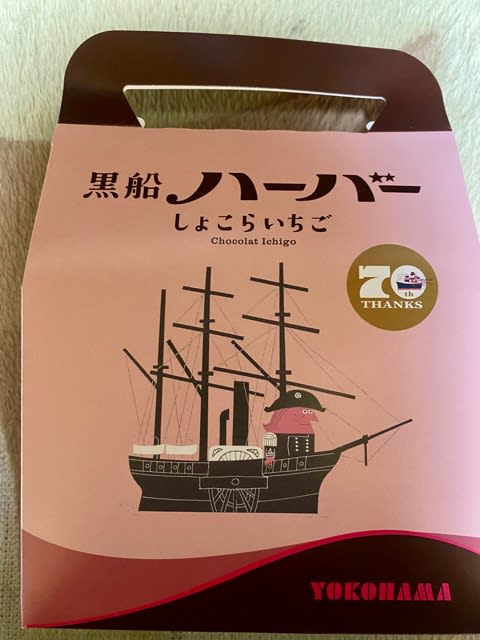 黒船ハーバー
しょこらいちご
Chocolat Ichigo
70th
THANKS
YOKOHAMA